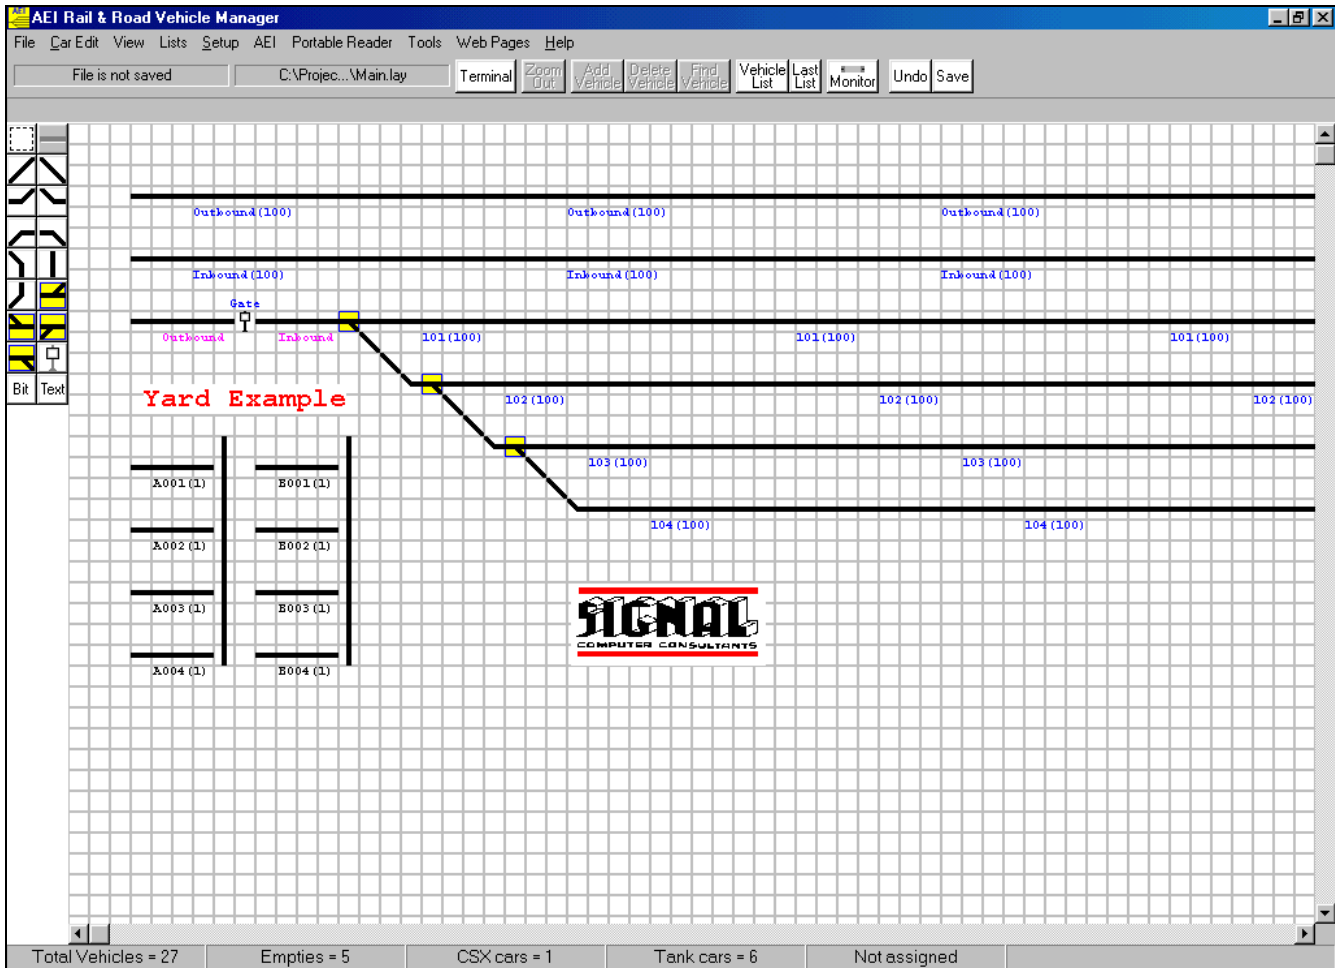 AEI
AEI Rail & Road Vehicle Manager
File Car Edit View Lists Setup AEI Portable Reader Tools Web Pages Help
File is not saved C:\Projec...\Main.lay Terminal Zoom Out Add Vehicle Delete Vehicle Find Vehicle Vehicle List Last List Monitor Undo Save
Outbound(100) Outbound(100) Outbound(100)
Inbound(100) Inbound(100) Inbound(100)
Gate
Outbound Inbound 101(100) 101(100) 101(100)
Bit Text
Yard Example
102(100) 102(100) 102(100)
103(100) 103(100)
A001(1) B001(1)
104(100) 104(100)
A002(1) B002(1)
A003(1) B003(1)
SIGNAL
COMPUTER CONSULTANTS
A004(1) B004(1)
Total Vehicles = 27 Empties = 5 CSX cars = 1 Tank cars = 6 Not assigned